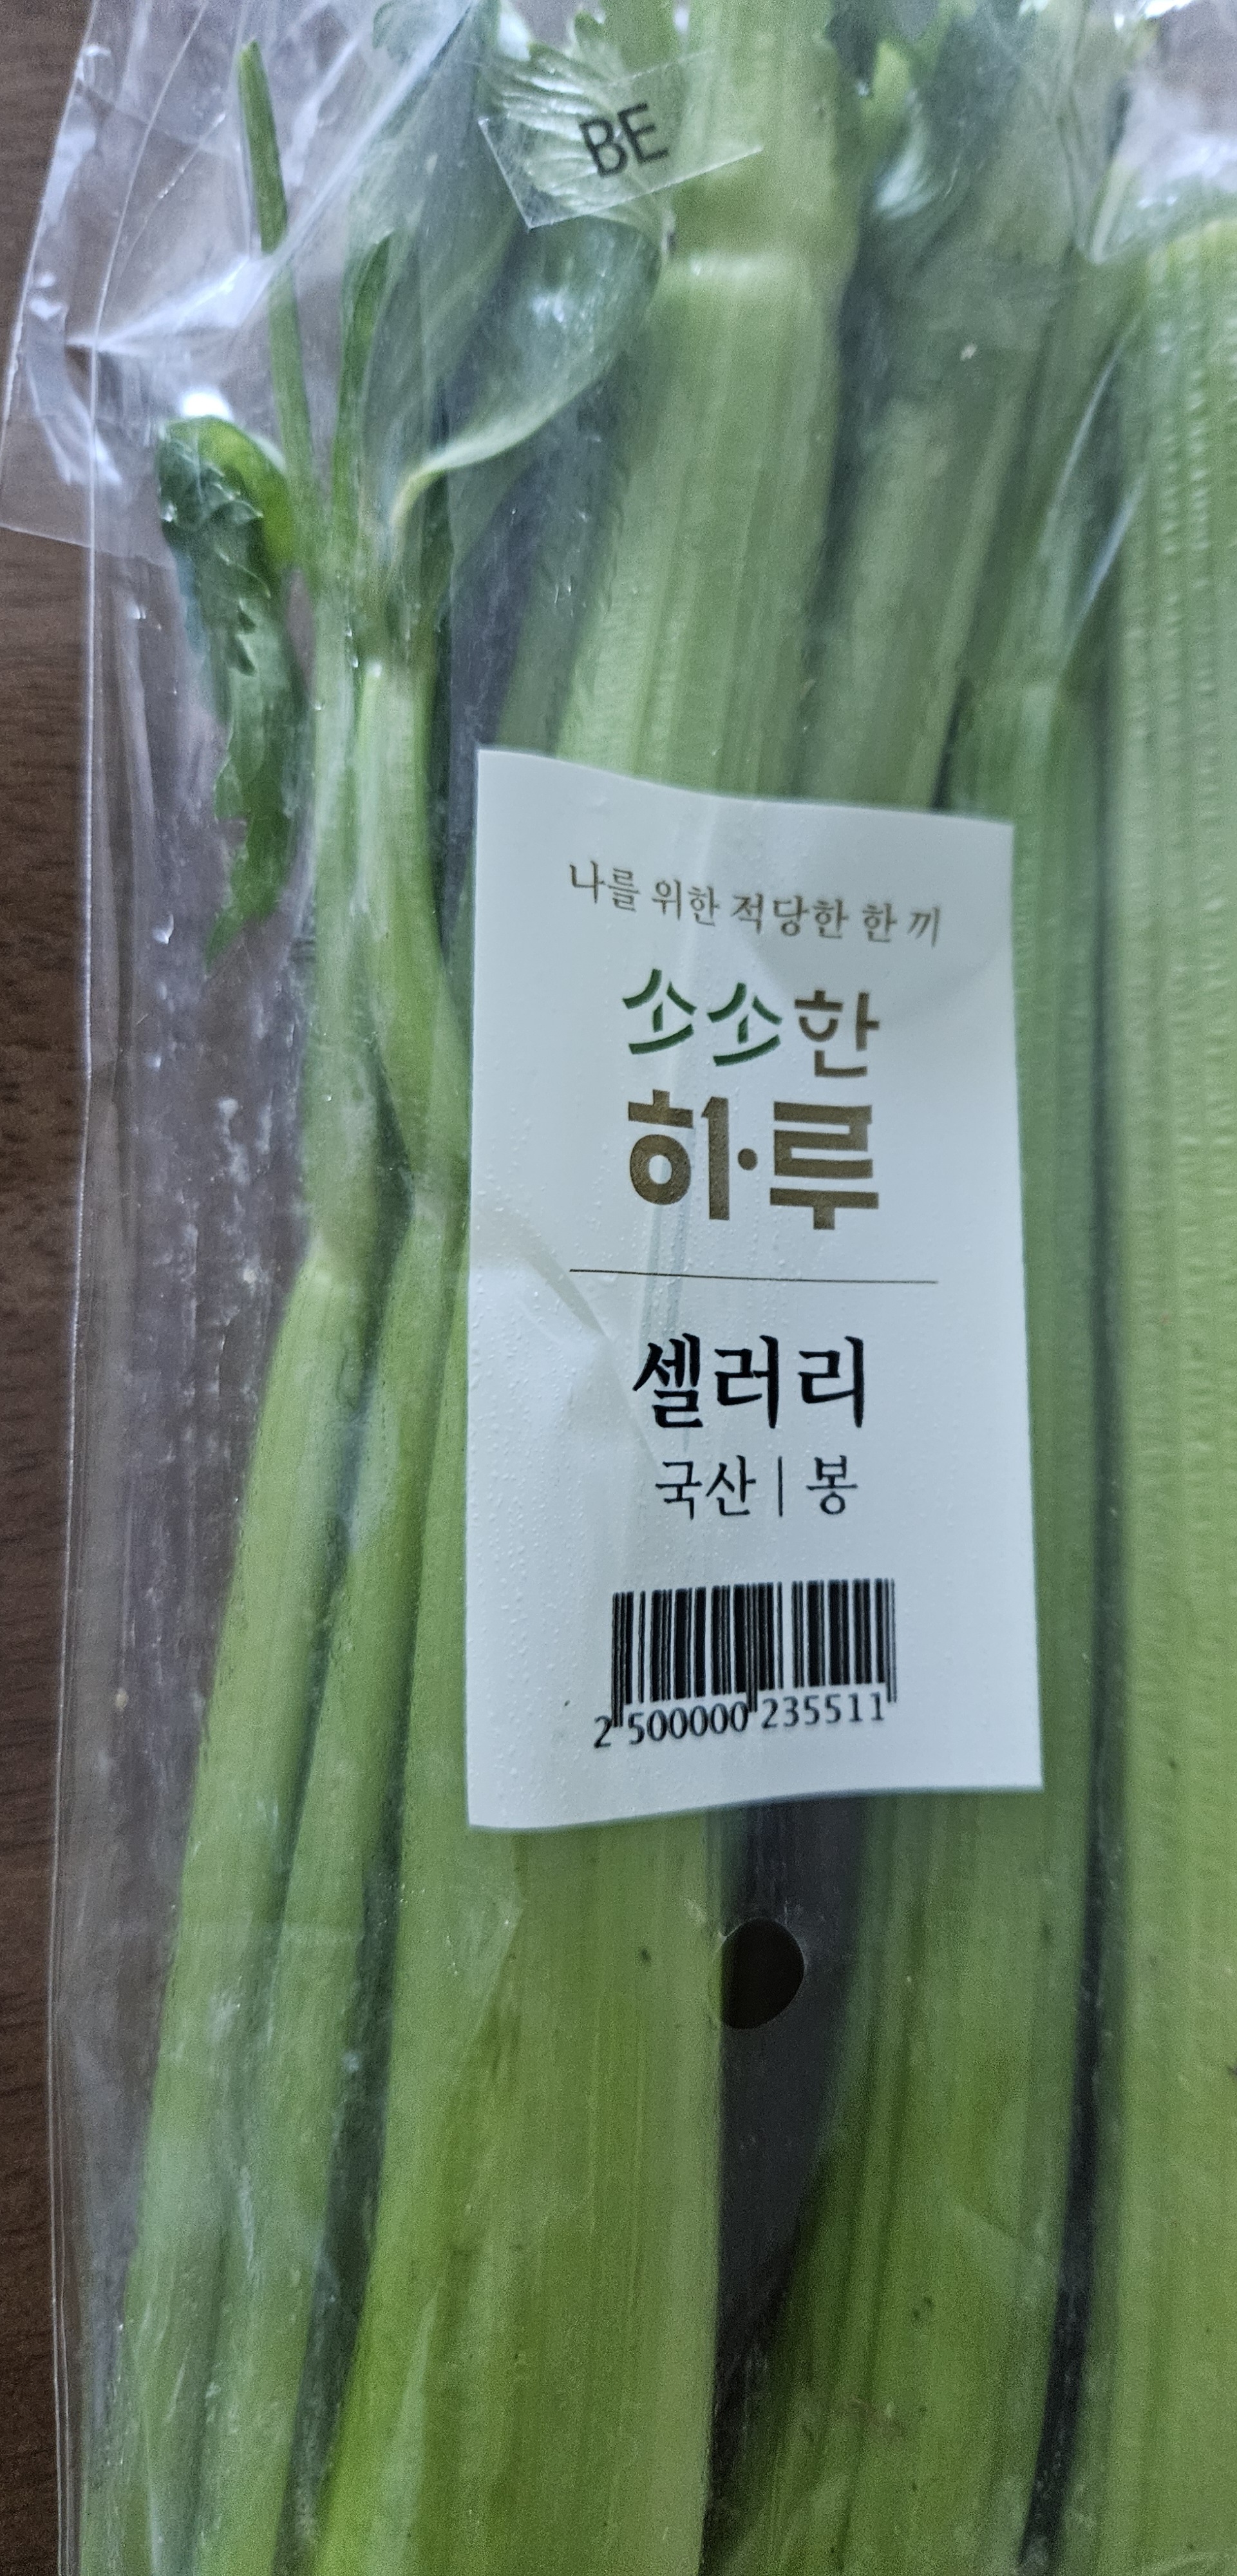 BE
나를 위한 적당한 한 끼
소소한
하·루
셀러리
국산 | 봉
2 500000 235511